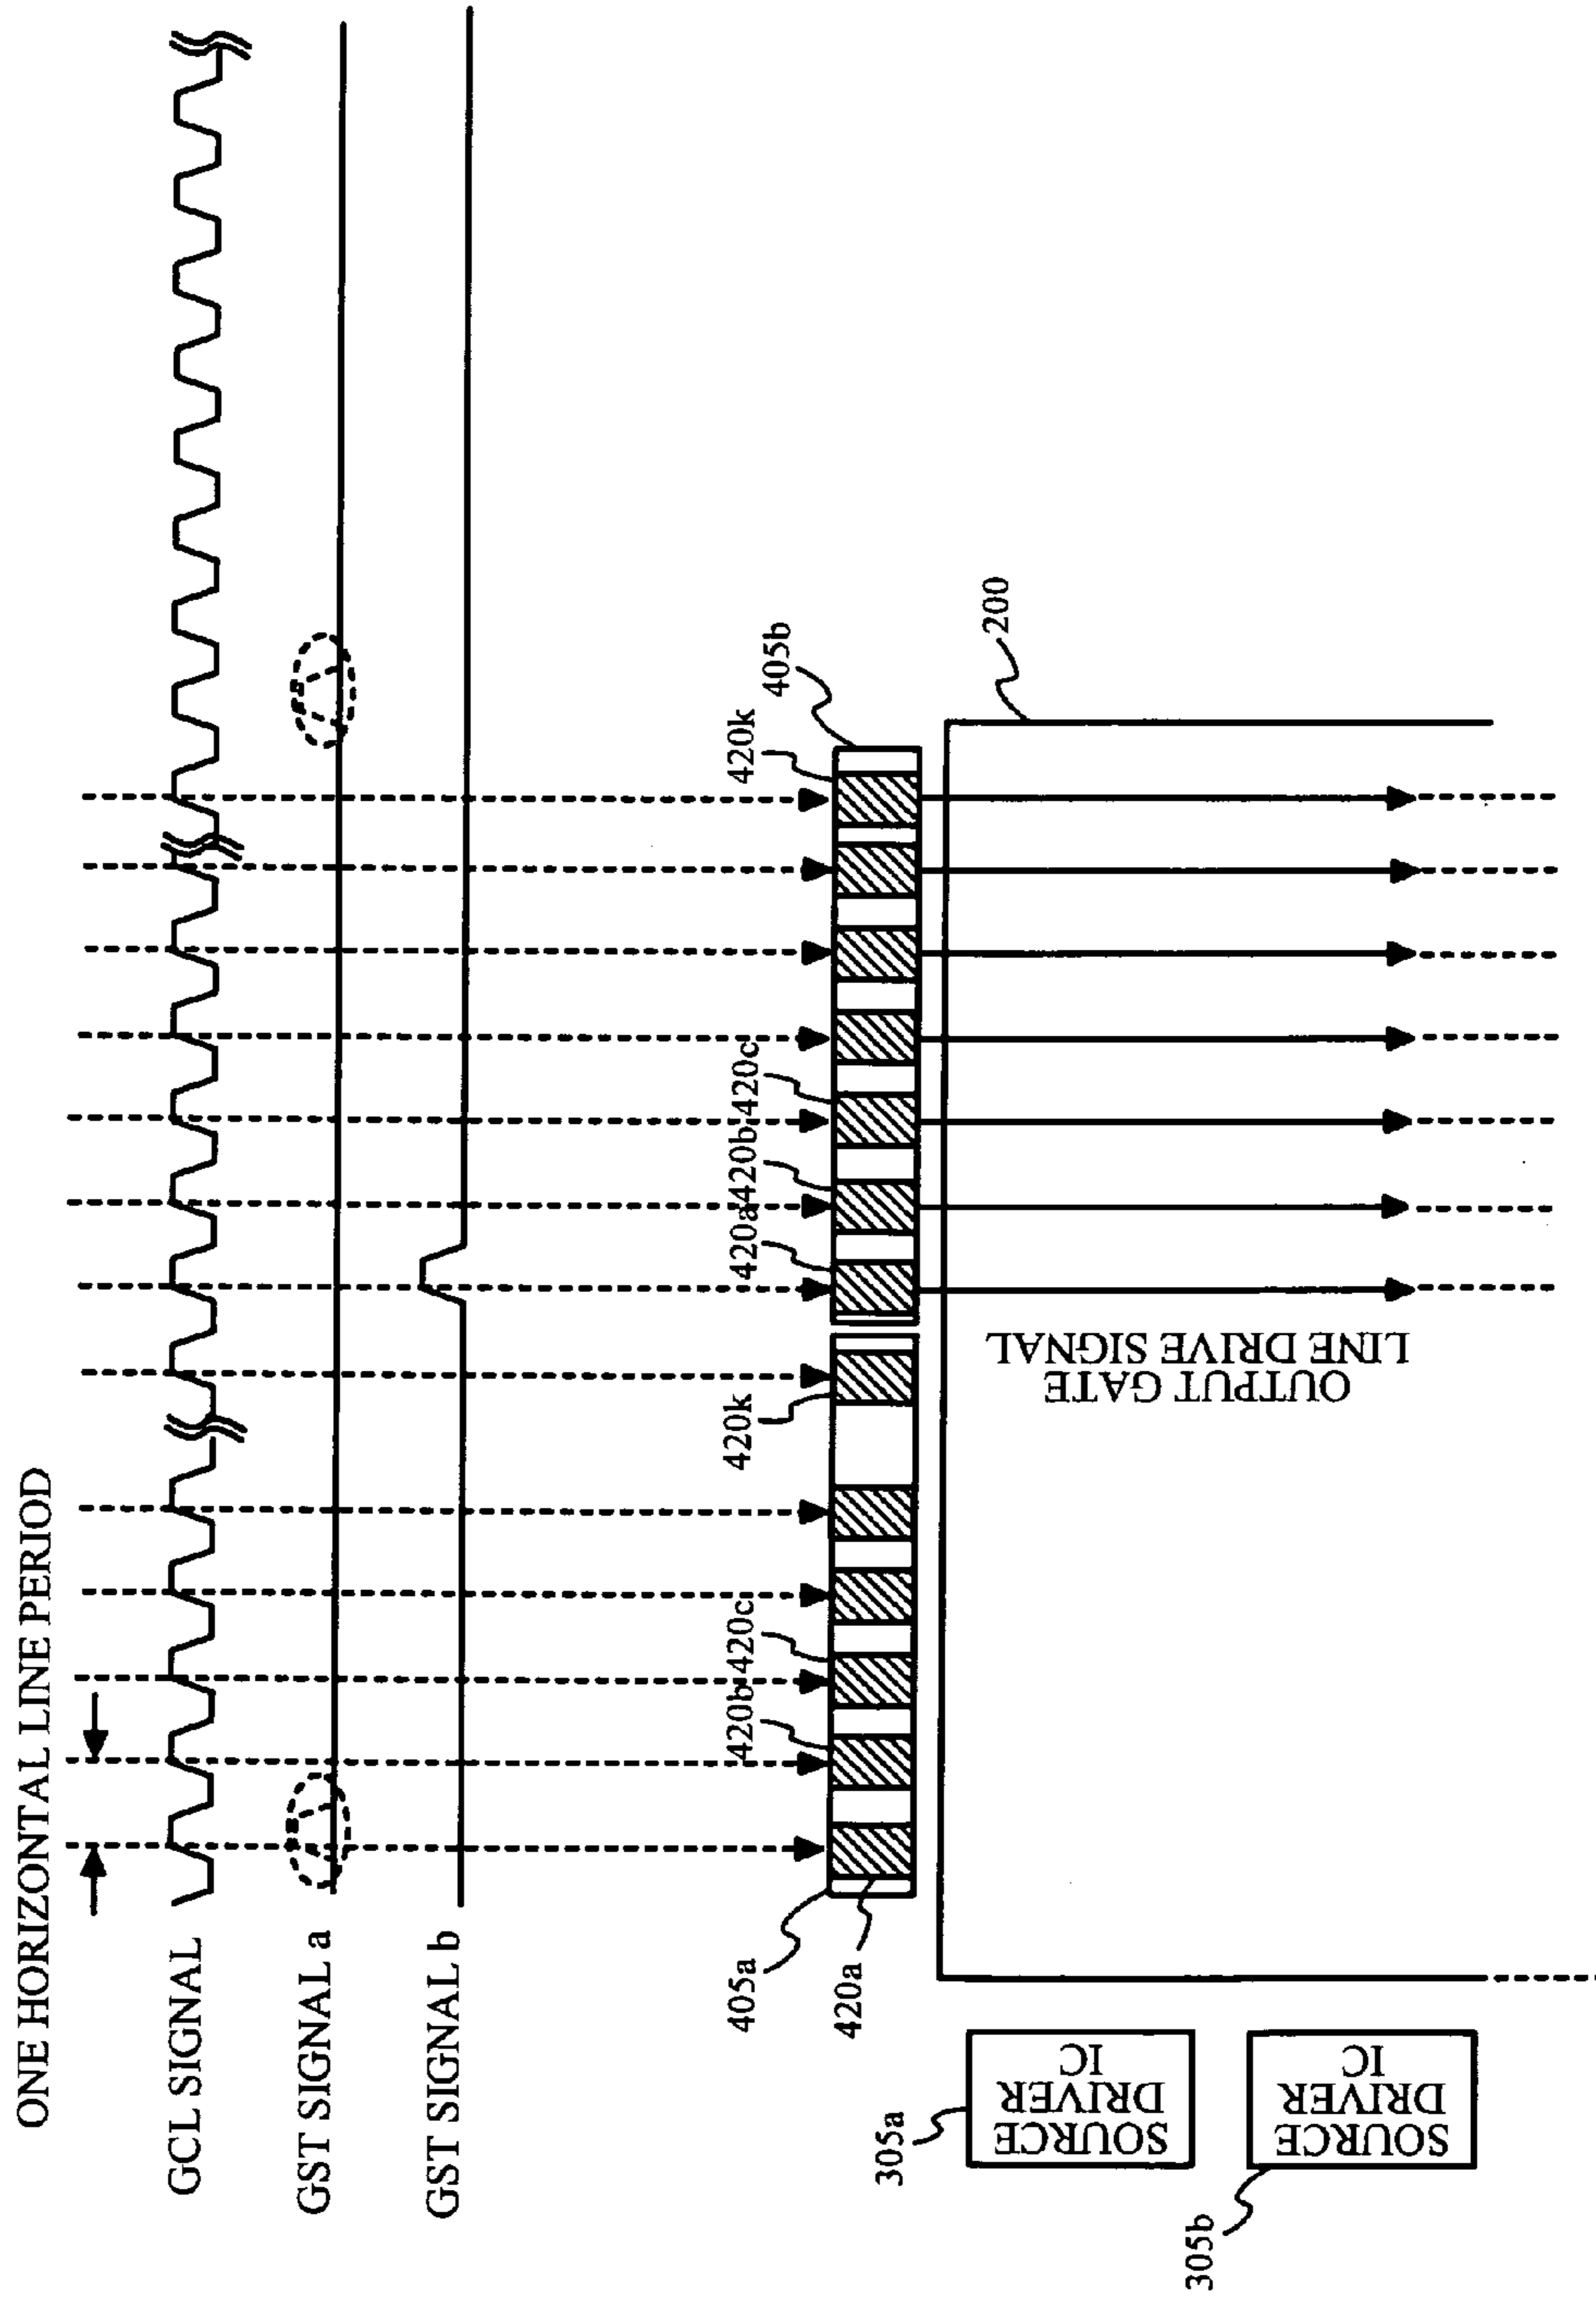 ONE HORIZONTAL LINE PERIOD
GCL SIGNAL
GST SIGNAL a
GST SIGNAL b
405a
420a
420b
420c
420k
420a
420b
420c
420k
405b
200
OUTPUT GATE
LINE DRIVE SIGNAL
305a
SOURCE
DRIVER
IC
305b
SOURCE
DRIVER
IC